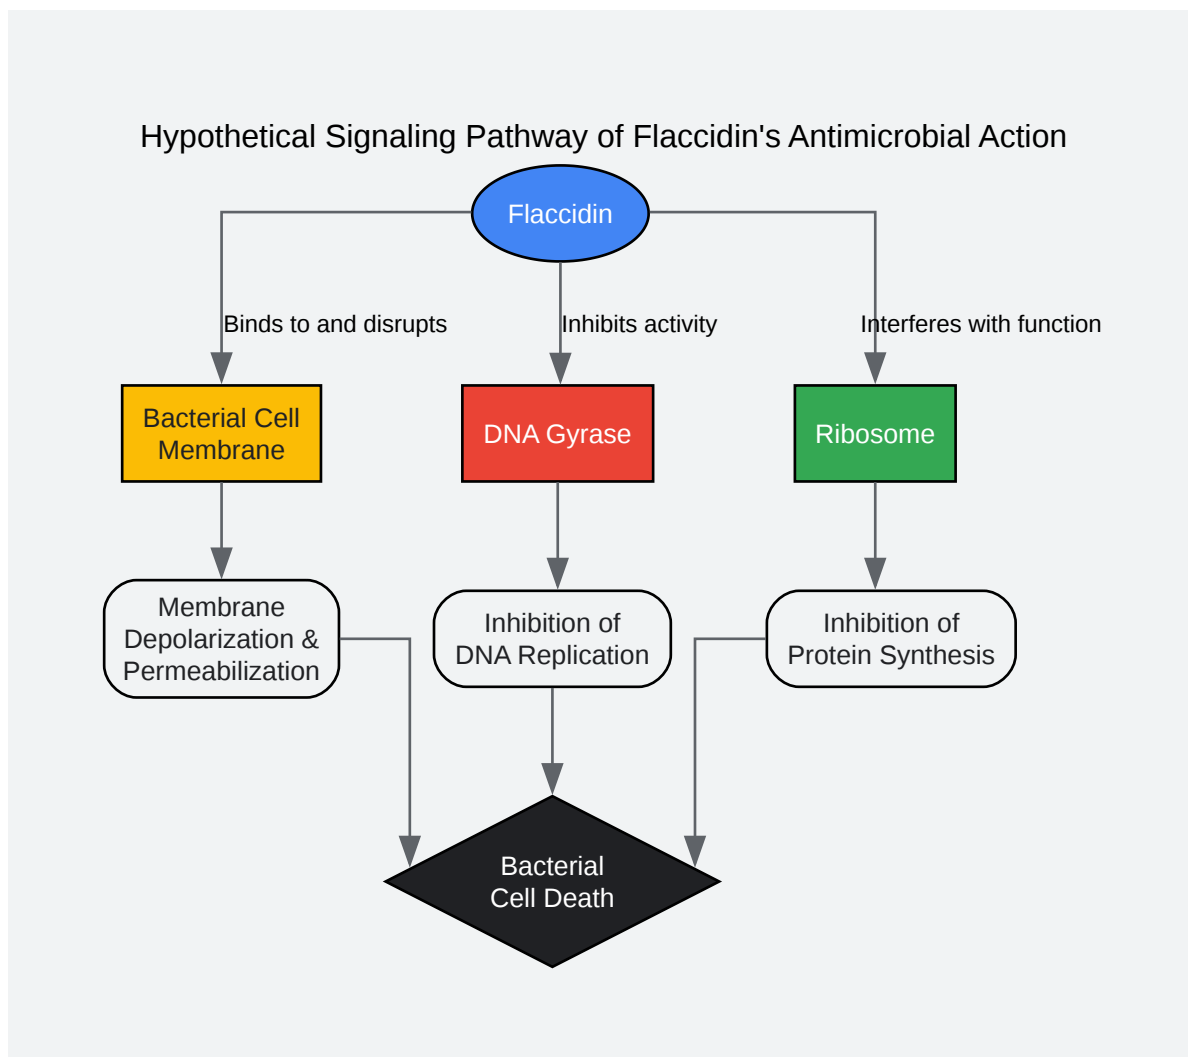 Hypothetical Signaling Pathway of Flaccidin's Antimicrobial Action
Flaccidin
Binds to and disrupts
Inhibits activity
Interferes with function
Bacterial Cell
Membrane
DNA Gyrase
Ribosome
Membrane
Depolarization &
Permeabilization
Inhibition of
DNA Replication
Inhibition of
Protein Synthesis
Bacterial
Cell Death